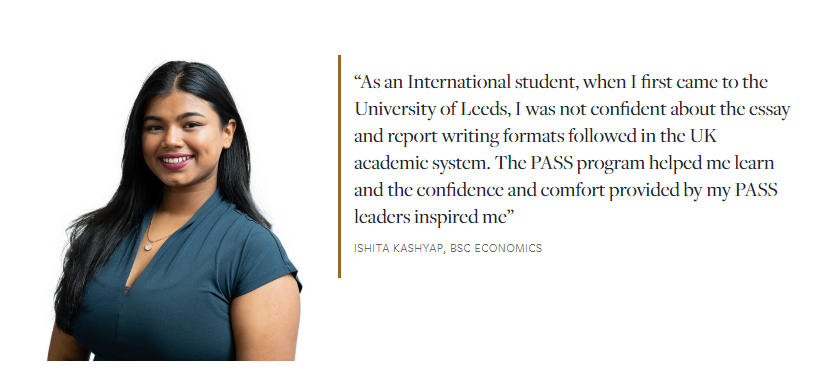 “As an International student, when I first came to the
University of Leeds, I was not confident about the essay
and report writing formats followed in the UK
academic system. The PASS program helped me learn
and the confidence and comfort provided by my PASS
leaders inspired me”
ISHITA KASHYAP, BSC ECONOMICS